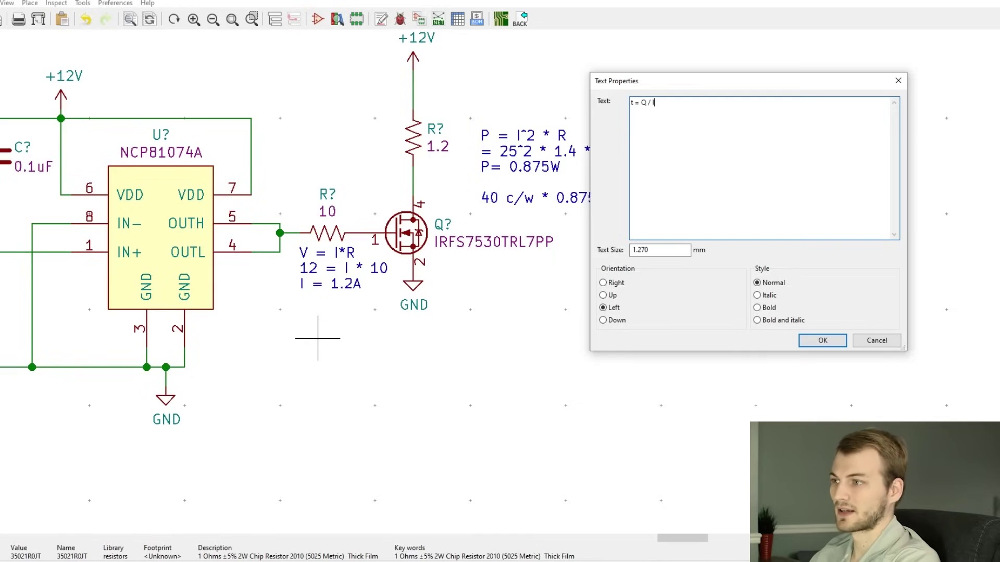 View Place Inspect Tools Preferences Help
NET
BOM
BACK
+12V
+12V
C?
0.1uF
U?
NCP81074A
6 VDD VDD 7
8 IN- OUTH 5
1 IN+ OUTL 4
GND GND
3 2
GND
R?
10
V = I*R
12 = I * 10
I = 1.2A
R?
1.2
4
1
2
Q?
IRFS7530TRL7PP
GND
P = I^2 * R
= 25^2 * 1.4 *
P= 0.875W
40 c/w * 0.875
Text Properties
Text: t = Q / I
Text Size: 1.270 mm
Orientation
Right
Up
Left
Down
Style
Normal
Italic
Bold
Bold and italic
OK Cancel
Value Name Library Footprint Description Key words
35021R0JT 35021R0JT resistors <Unknown> 1 Ohms ±5% 2W Chip Resistor 2010 (5025 Metric) Thick Film 1 Ohms ±5% 2W Chip Resistor 2010 (5025 Metric) Thick Film